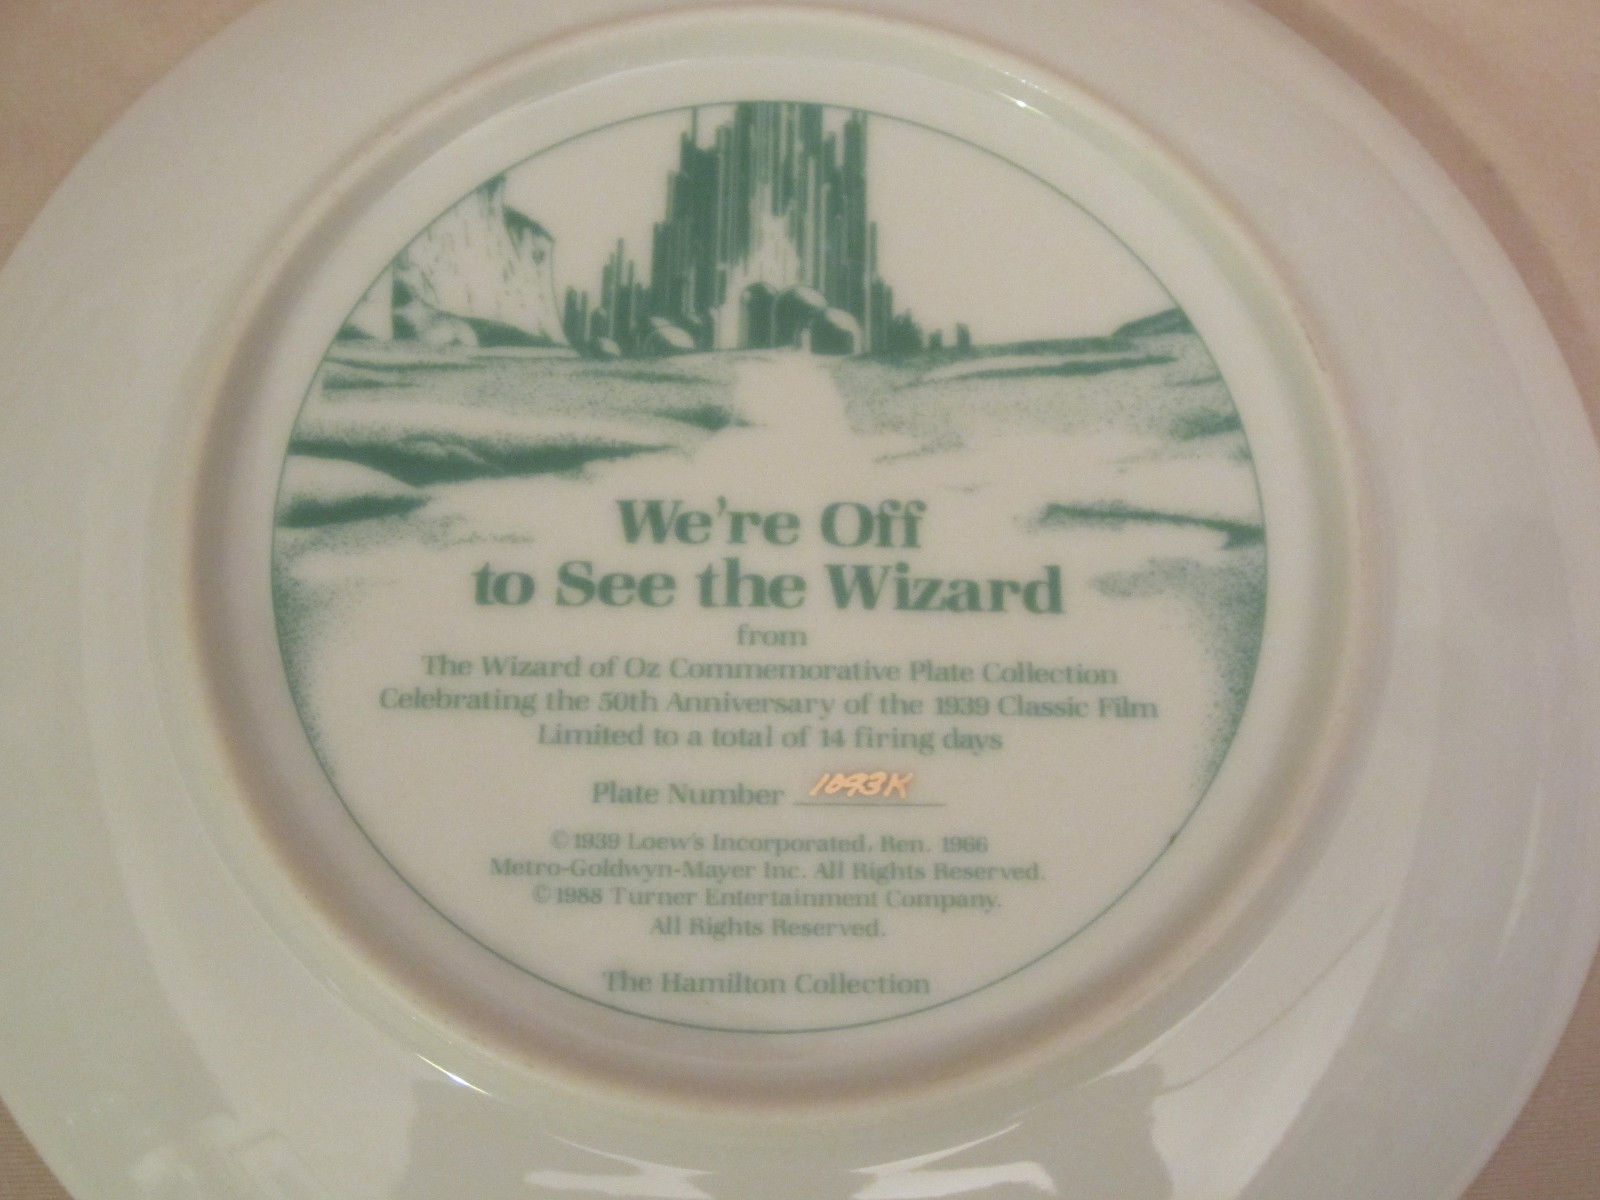 We're Off
to See the Wizard
from
The Wizard of Oz Commemorative Plate Collection
Celebrating the 50th Anniversary of the 1939 Classic Film
Limited to a total of 14 firing days
Plate Number 1093K
©1939 Loew's Incorporated, Ren. 1966
Metro-Goldwyn-Mayer Inc. All Rights Reserved.
©1988 Turner Entertainment Company.
All Rights Reserved.
The Hamilton Collection